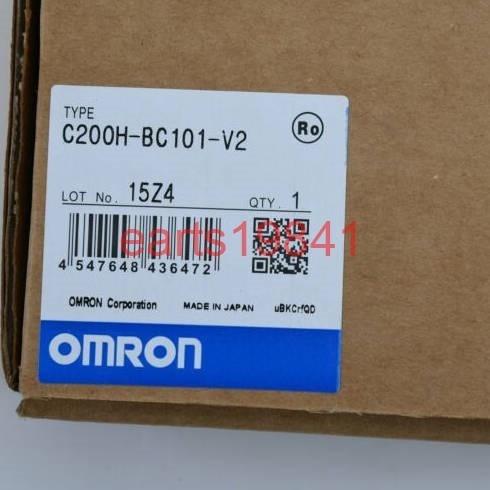 TYPE
C200H-BC101-V2
Ro
LOT No. 15Z4 QTY. 1
earts19841
4 547648 436472
OMRON Corporation MADE IN JAPAN uBKCrfQD
OMRON